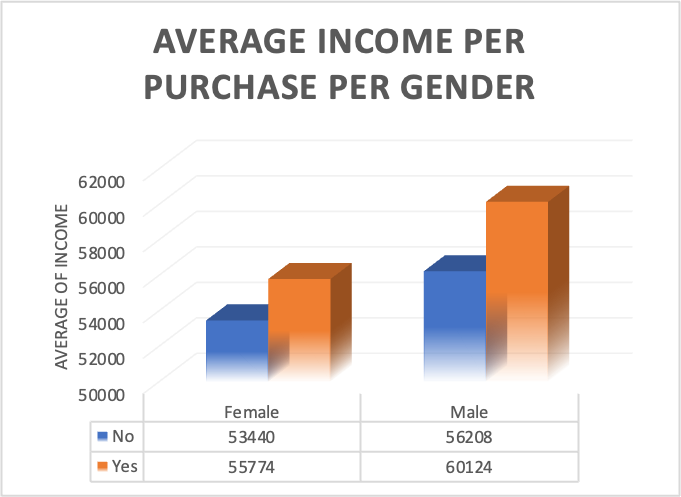 AVERAGE INCOME PER
PURCHASE PER GENDER
AVERAGE OF INCOME
62000
60000
58000
56000
54000
52000
50000
Female Male
No 53440 56208
Yes 55774 60124